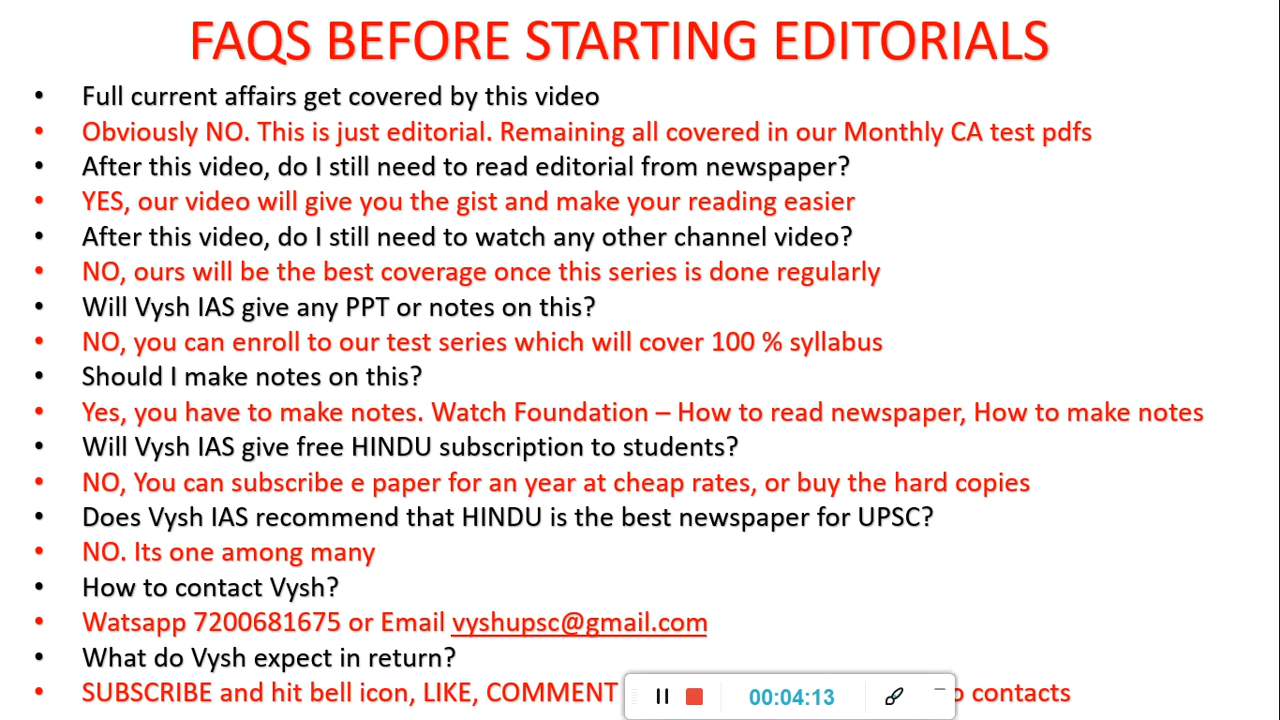 FAQS BEFORE STARTING EDITORIALS
• Full current affairs get covered by this video
• Obviously NO. This is just editorial. Remaining all covered in our Monthly CA test pdfs
• After this video, do I still need to read editorial from newspaper?
• YES, our video will give you the gist and make your reading easier
• After this video, do I still need to watch any other channel video?
• NO, ours will be the best coverage once this series is done regularly
• Will Vysh IAS give any PPT or notes on this?
• NO, you can enroll to our test series which will cover 100 % syllabus
• Should I make notes on this?
• Yes, you have to make notes. Watch Foundation – How to read newspaper, How to make notes
• Will Vysh IAS give free HINDU subscription to students?
• NO, You can subscribe e paper for an year at cheap rates, or buy the hard copies
• Does Vysh IAS recommend that HINDU is the best newspaper for UPSC?
• NO. Its one among many
• How to contact Vysh?
• Watsapp 7200681675 or Email vyshupsc@gmail.com
• What do Vysh expect in return?
• SUBSCRIBE and hit bell icon, LIKE, COMMENT contacts
00:04:13